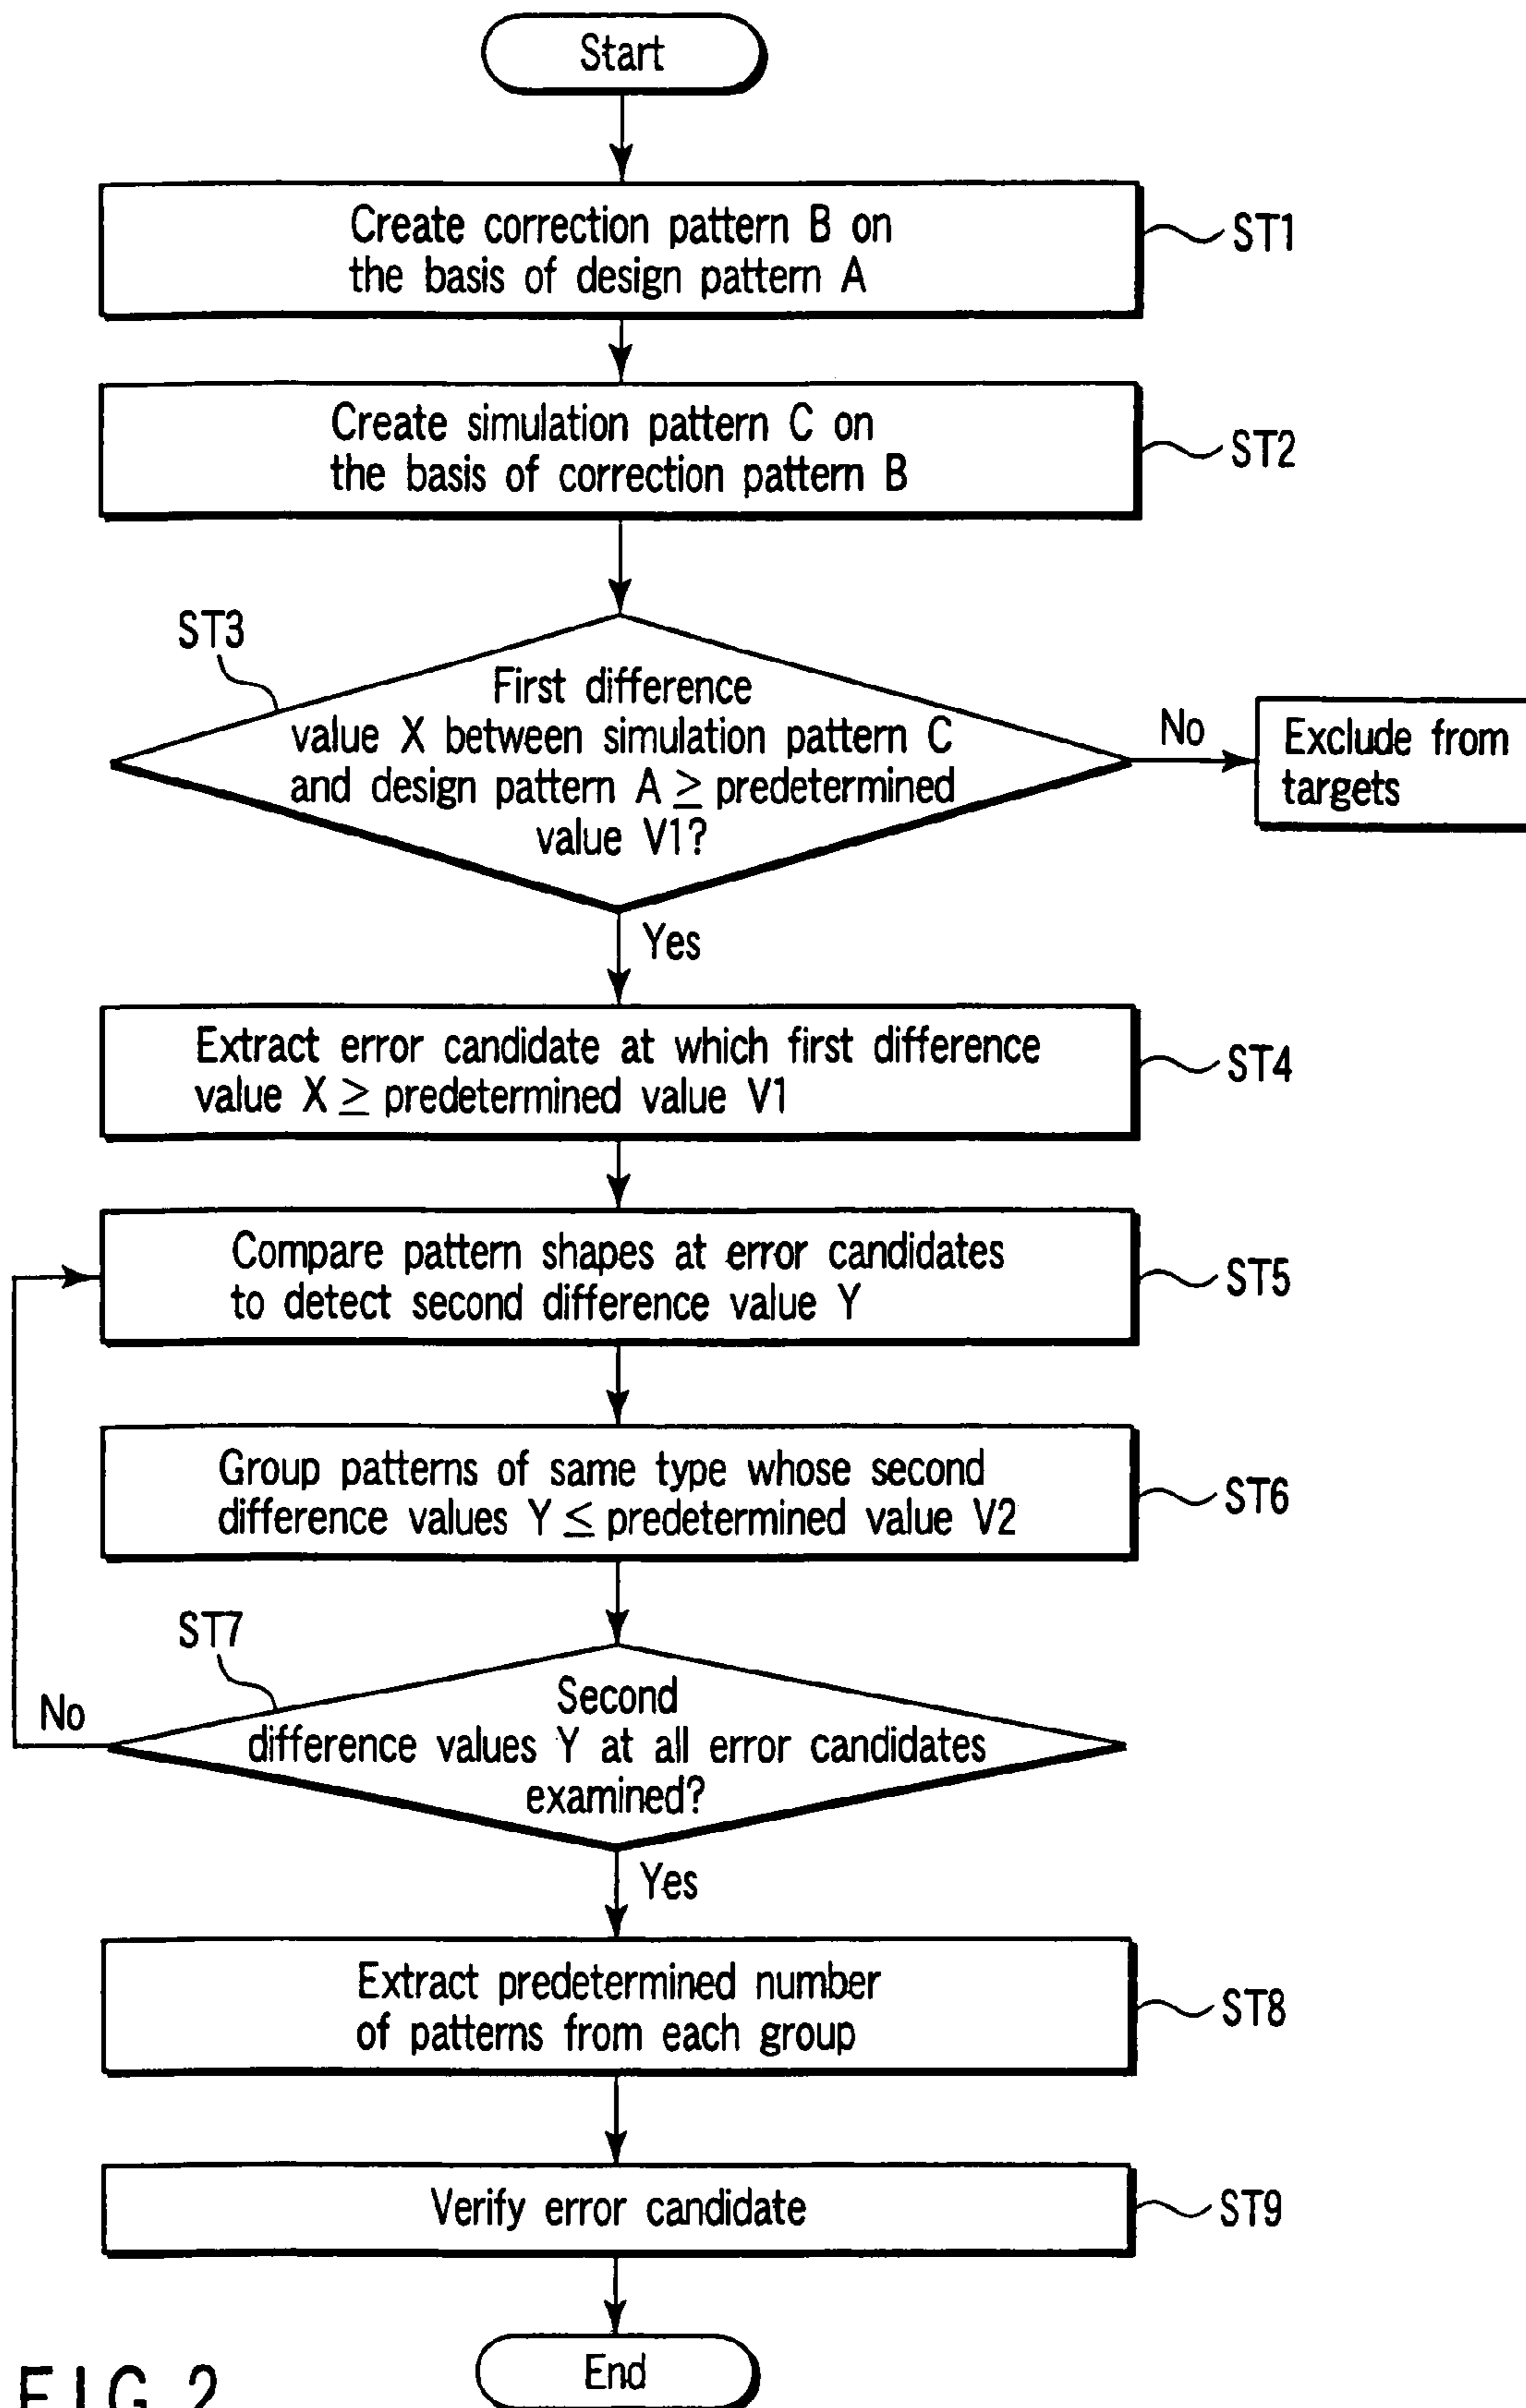 Start
Create correction pattern B on
the basis of design pattern A
ST1
Create simulation pattern C on
the basis of correction pattern B
ST2
ST3
First difference
value X between simulation pattern C
and design pattern A ≥ predetermined
value V1?
No
Exclude from
targets
Yes
Extract error candidate at which first difference
value X ≥ predetermined value V1
ST4
Compare pattern shapes at error candidates
to detect second difference value Y
ST5
Group patterns of same type whose second
difference values Y ≤ predetermined value V2
ST6
ST7
No
Second
difference values Y at all error candidates
examined?
Yes
Extract predetermined number
of patterns from each group
ST8
Verify error candidate
ST9
End
FIG. 2